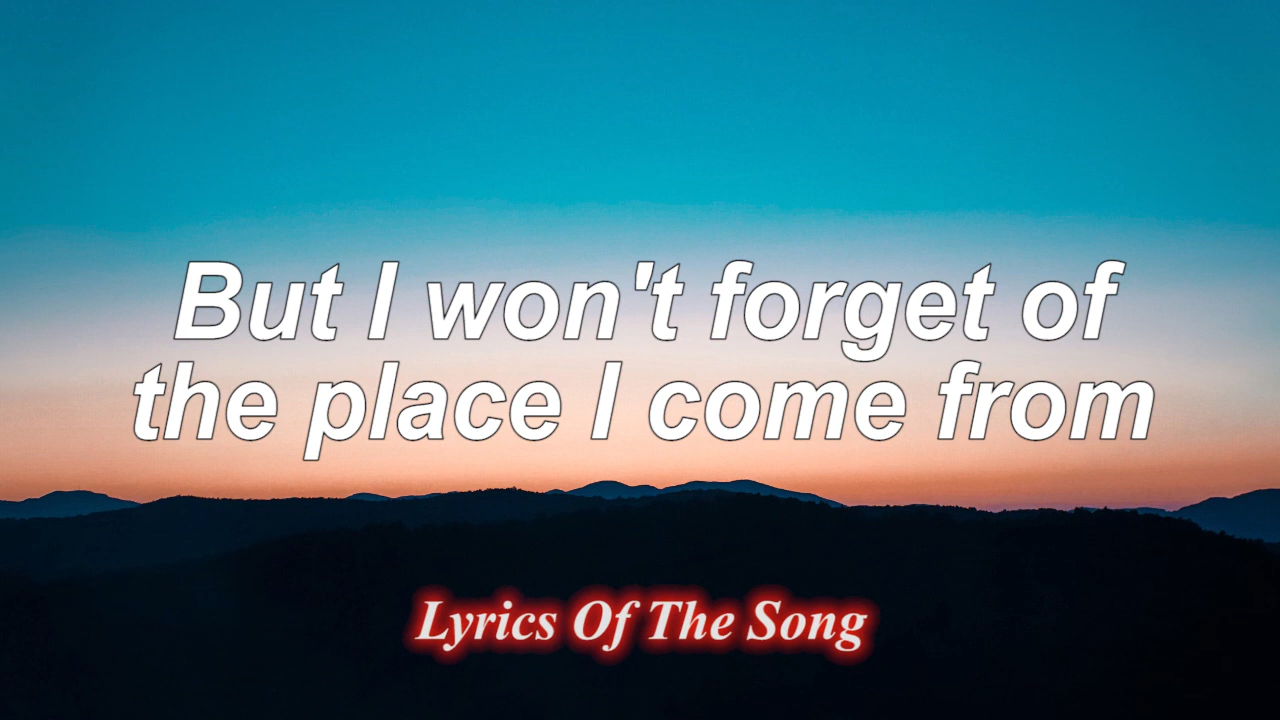 But I won't forget of
the place I come from
Lyrics Of The Song